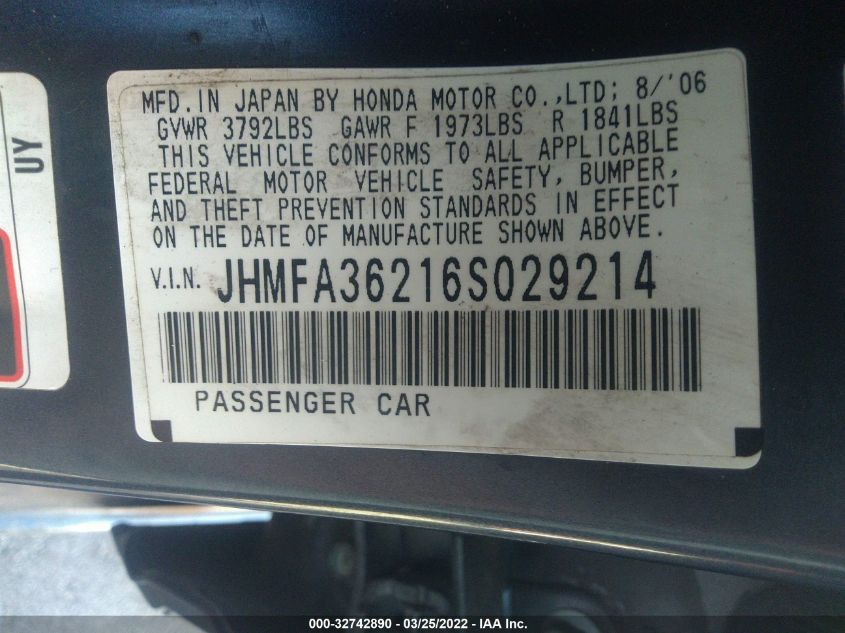 MFD. IN JAPAN BY HONDA MOTOR CO.,LTD; 8/'06
GVWR 3792LBS GAWR F 1973LBS R 1841LBS
THIS VEHICLE CONFORMS TO ALL APPLICABLE
FEDERAL MOTOR VEHICLE SAFETY, BUMPER,
AND THEFT PREVENTION STANDARDS IN EFFECT
ON THE DATE OF MANUFACTURE SHOWN ABOVE.
V.I.N. JHMFA36216S029214
PASSENGER CAR
UY
000-32742890 - 03/25/2022 - IAA Inc.